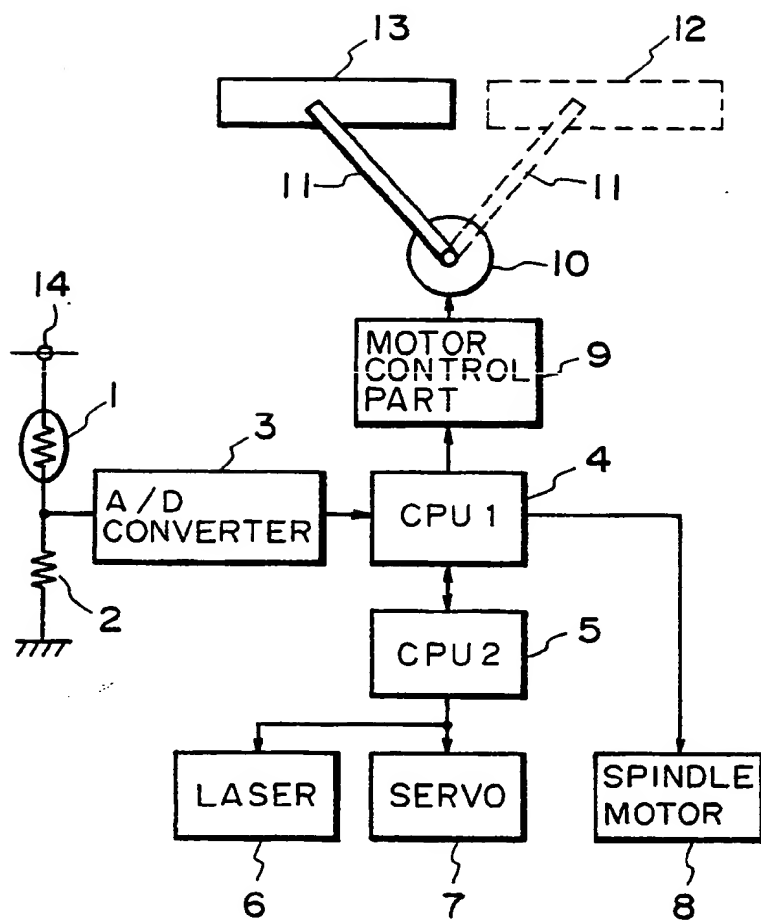 13
12
11
11
10
14
MOTOR
CONTROL
PART
9
1
3
4
A/D
CONVERTER
CPU 1
2
5
CPU 2
LASER
SERVO
SPINDLE
MOTOR
6
7
8